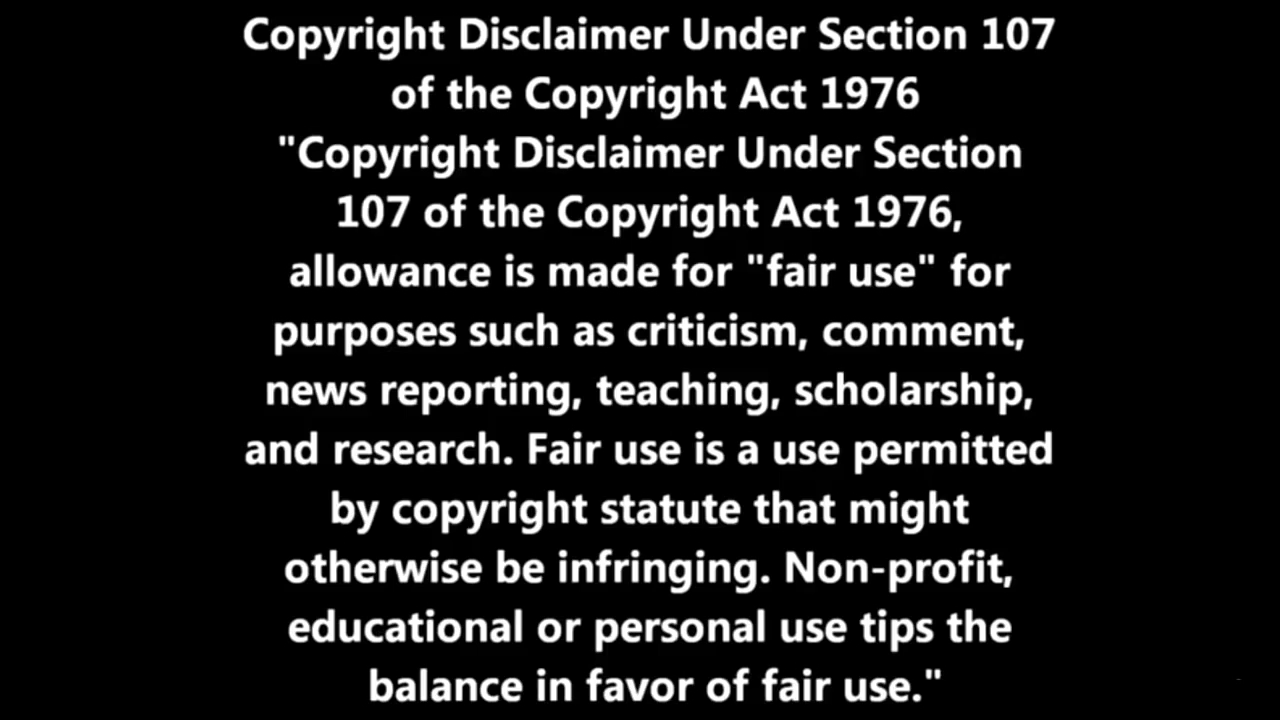 Copyright Disclaimer Under Section 107
of the Copyright Act 1976
"Copyright Disclaimer Under Section
107 of the Copyright Act 1976,
allowance is made for "fair use" for
purposes such as criticism, comment,
news reporting, teaching, scholarship,
and research. Fair use is a use permitted
by copyright statute that might
otherwise be infringing. Non-profit,
educational or personal use tips the
balance in favor of fair use."